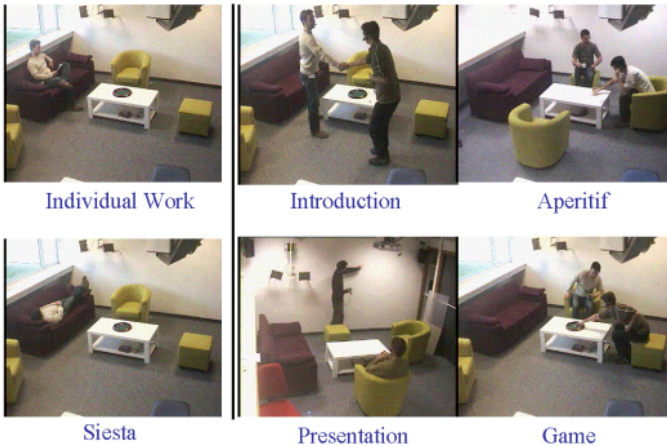 Individual Work
Introduction
Aperitif
Siesta
Presentation
Game